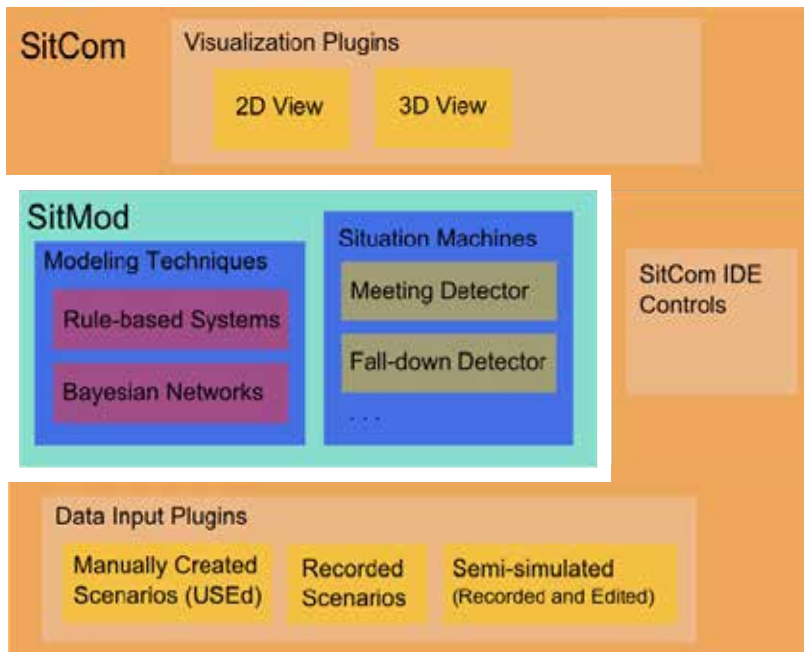 SitCom
Visualization Plugins
2D View
3D View
SitMod
Modeling Techniques
Rule-based Systems
Bayesian Networks
Situation Machines
Meeting Detector
Fall-down Detector
. . .
SitCom IDE
Controls
Data Input Plugins
Manually Created
Scenarios (USEd)
Recorded
Scenarios
Semi-simulated
(Recorded and Edited)